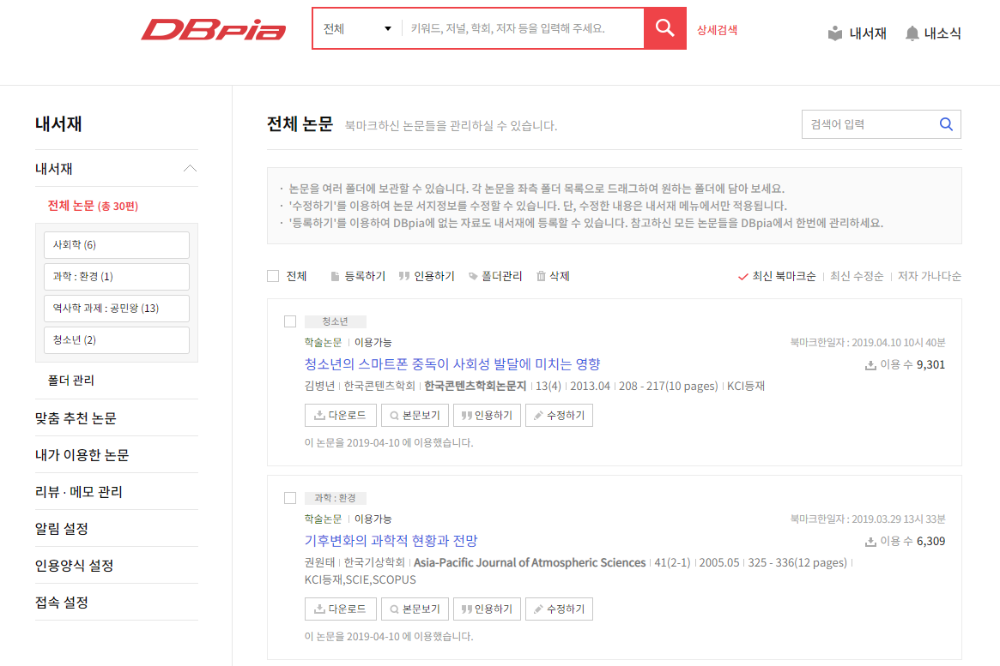 DBpia
전체 키워드, 저널, 학회, 저자 등을 입력해 주세요. 상세검색 내서재 내소식
내서재
내서재
전체 논문 (총 30편)
사회학 (6)
과학 : 환경 (1)
역사학 과제 : 공민왕 (13)
청소년 (2)
폴더 관리
맞춤 추천 논문
내가 이용한 논문
리뷰 · 메모 관리
알림 설정
인용양식 설정
접속 설정
전체 논문 북마크하신 논문들을 관리하실 수 있습니다. 검색어 입력
· 논문을 여러 폴더에 보관할 수 있습니다. 각 논문을 좌측 폴더 목록으로 드래그하여 원하는 폴더에 담아 보세요.
· '수정하기'를 이용하여 논문 서지정보를 수정할 수 있습니다. 단, 수정한 내용은 내서재 메뉴에서만 적용됩니다.
· '등록하기'를 이용하여 DBpia에 없는 자료도 내서재에 등록할 수 있습니다. 참고하신 모든 논문들을 DBpia에서 한번에 관리하세요.
전체 등록하기 인용하기 폴더관리 삭제 최신 북마크순 | 최신 수정순 | 저자 가나다순
청소년
학술논문 | 이용가능 북마크한일자 : 2019.04.10 10시 40분
청소년의 스마트폰 중독이 사회성 발달에 미치는 영향 이용 수 9,301
김병년 | 한국콘텐츠학회 | 한국콘텐츠학회논문지 | 13(4) | 2013.04 | 208 - 217(10 pages) | KCI등재
다운로드 본문보기 인용하기 수정하기
이 논문을 2019-04-10 에 이용했습니다.
과학 : 환경
학술논문 | 이용가능 북마크한일자 : 2019.03.29 13시 33분
기후변화의 과학적 현황과 전망 이용 수 6,309
권원태 | 한국기상학회 | Asia-Pacific Journal of Atmospheric Sciences | 41(2-1) | 2005.05 | 325 - 336(12 pages) |
KCI등재,SCIE,SCOPUS
다운로드 본문보기 인용하기 수정하기
이 논문을 2019-04-10 에 이용했습니다.